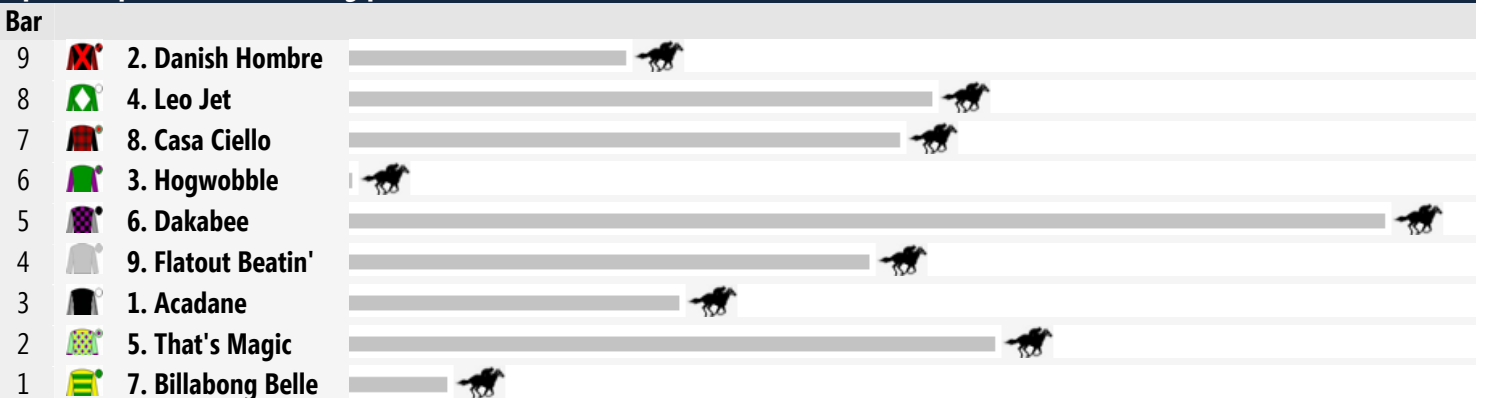 Bar
9 2. Danish Hombre
8 4. Leo Jet
7 8. Casa Ciello
6 3. Hogwobble
5 6. Dakabee
4 9. Flatout Beatin'
3 1. Acadane
2 5. That's Magic
1 7. Billabong Belle